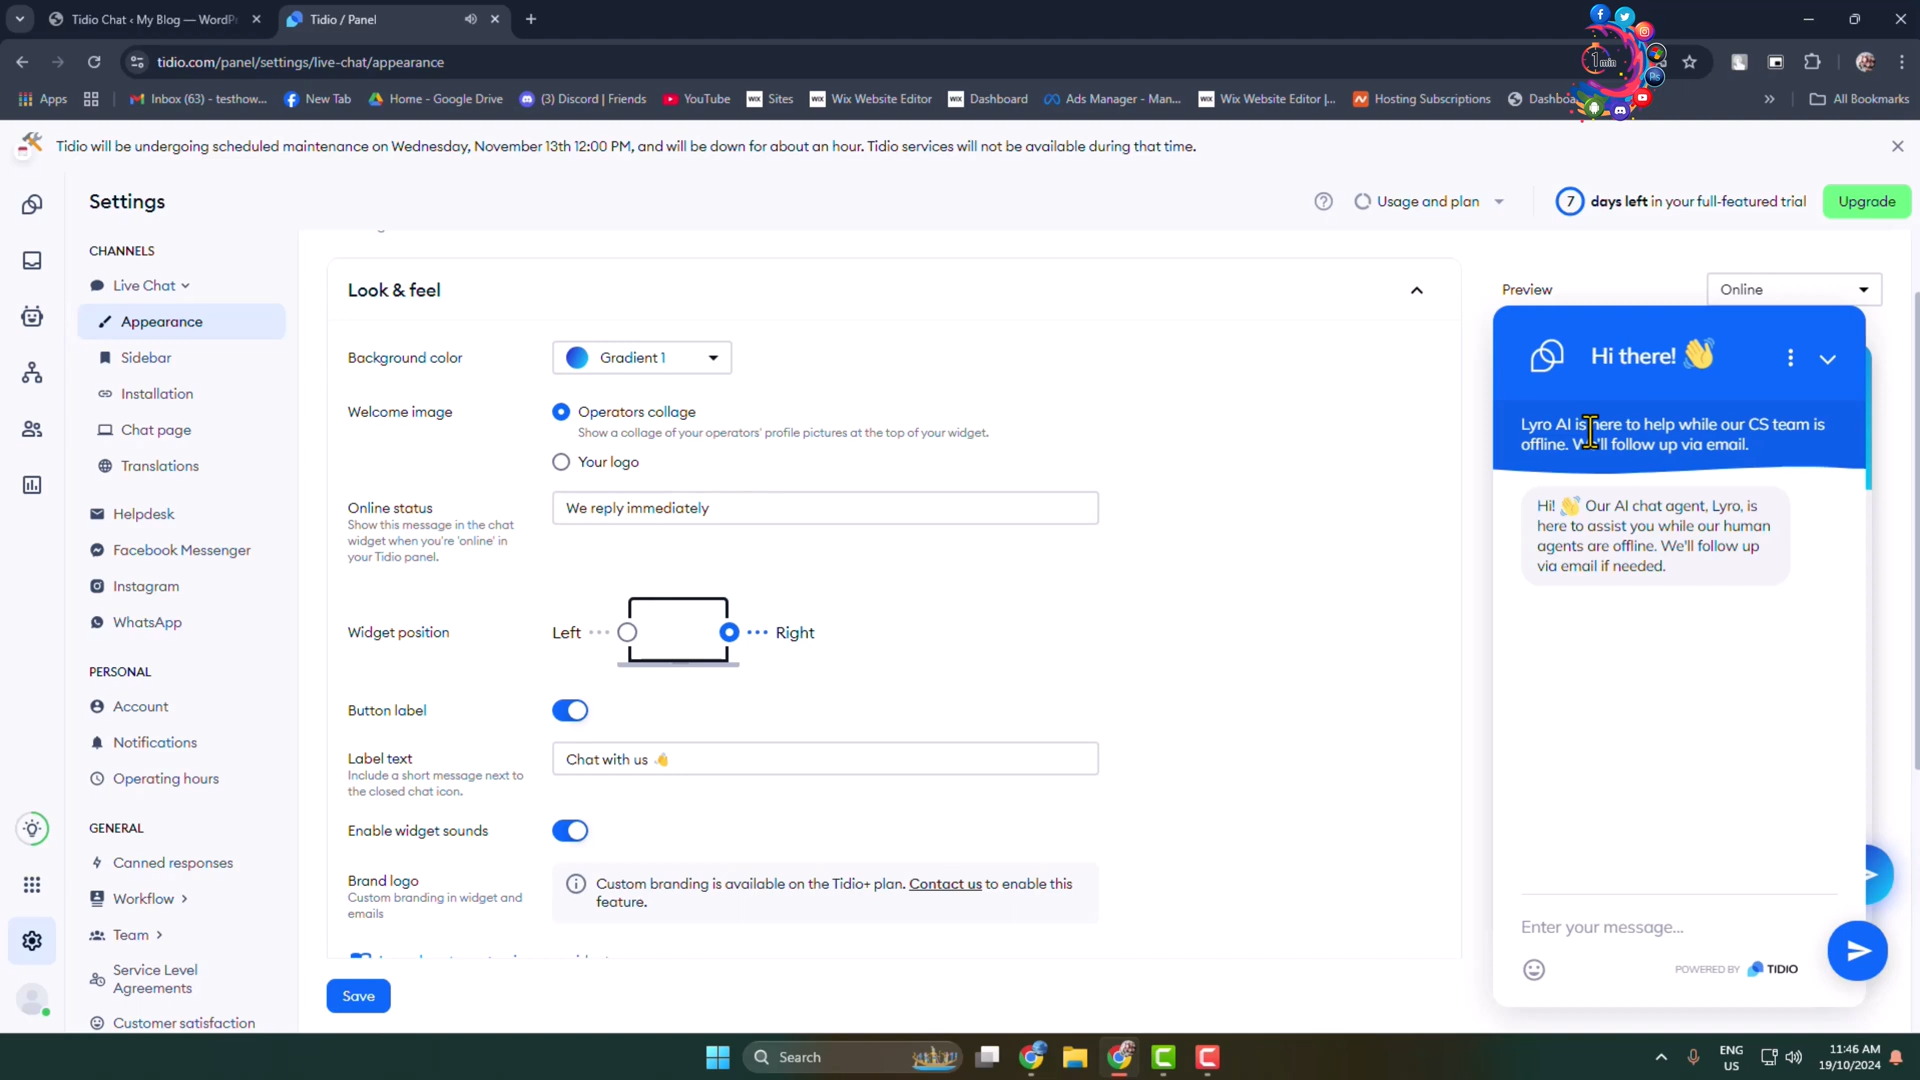 Tidio Chat ‹ My Blog — WordPr
Tidio / Panel
1 min
tidio.com/panel/settings/live-chat/appearance
Apps
Inbox (63) - testhow...
New Tab
Home - Google Drive
(3) Discord | Friends
YouTube
WIX Sites
WIX Wix Website Editor
WIX Dashboard
Ads Manager - Man...
WIX Wix Website Editor |...
Hosting Subscriptions
Dashboa
All Bookmarks
Tidio will be undergoing scheduled maintenance on Wednesday, November 13th 12:00 PM, and will be down for about an hour. Tidio services will not be available during that time.
Settings
Usage and plan
7 days left in your full-featured trial
Upgrade
CHANNELS
Live Chat
Appearance
Sidebar
Installation
Chat page
Translations
Helpdesk
Facebook Messenger
Instagram
WhatsApp
PERSONAL
Account
Notifications
Operating hours
GENERAL
Canned responses
Workflow
Team
Service Level
Agreements
Customer satisfaction
Look & feel
Background color
Gradient 1
Welcome image
Operators collage
Show a collage of your operators' profile pictures at the top of your widget.
Your logo
Online status
Show this message in the chat
widget when you're 'online' in
your Tidio panel.
We reply immediately
Widget position
Left
Right
Button label
Label text
Include a short message next to
the closed chat icon.
Chat with us 👋
Enable widget sounds
Brand logo
Custom branding in widget and
emails
Custom branding is available on the Tidio+ plan. Contact us to enable this
feature.
Save
Preview
Online
Hi there! 👋
Lyro AI is here to help while our CS team is
offline. We'll follow up via email.
Hi! 👋 Our AI chat agent, Lyro, is
here to assist you while our human
agents are offline. We'll follow up
via email if needed.
Enter your message...
POWERED BY TIDIO
Search
ENG
US
11:46 AM
19/10/2024